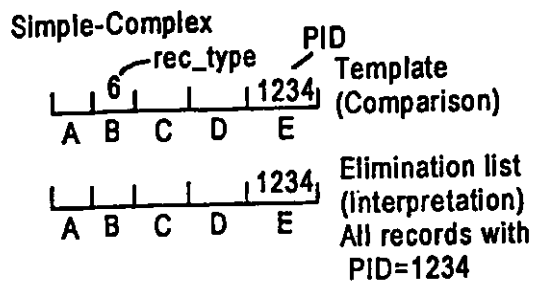 Simple-Complex
PID
6 rec_type
1234
Template
(Comparison)
A B C D E
1234
Elimination list
(Interpretation)
A B C D E
All records with
PID=1234